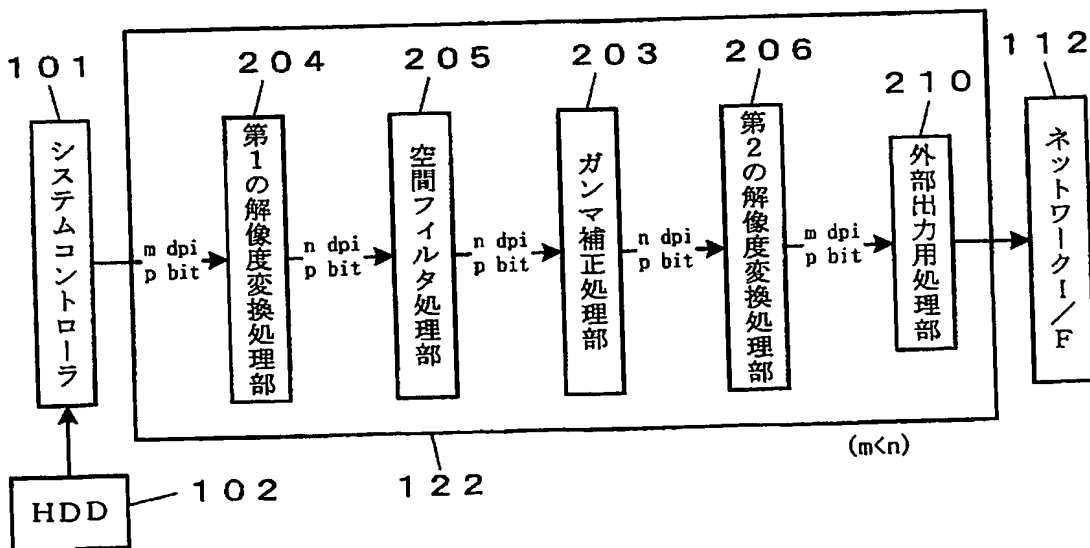 101
204
205
203
206
210
112
システムコントローラ
m dpi
p bit
第1の解像度変換処理部
n dpi
p bit
空間フィルタ処理部
n dpi
p bit
ガンマ補正処理部
n dpi
p bit
第2の解像度変換処理部
m dpi
p bit
外部出力用処理部
ネットワークI/F
(m<n)
HDD
102
122